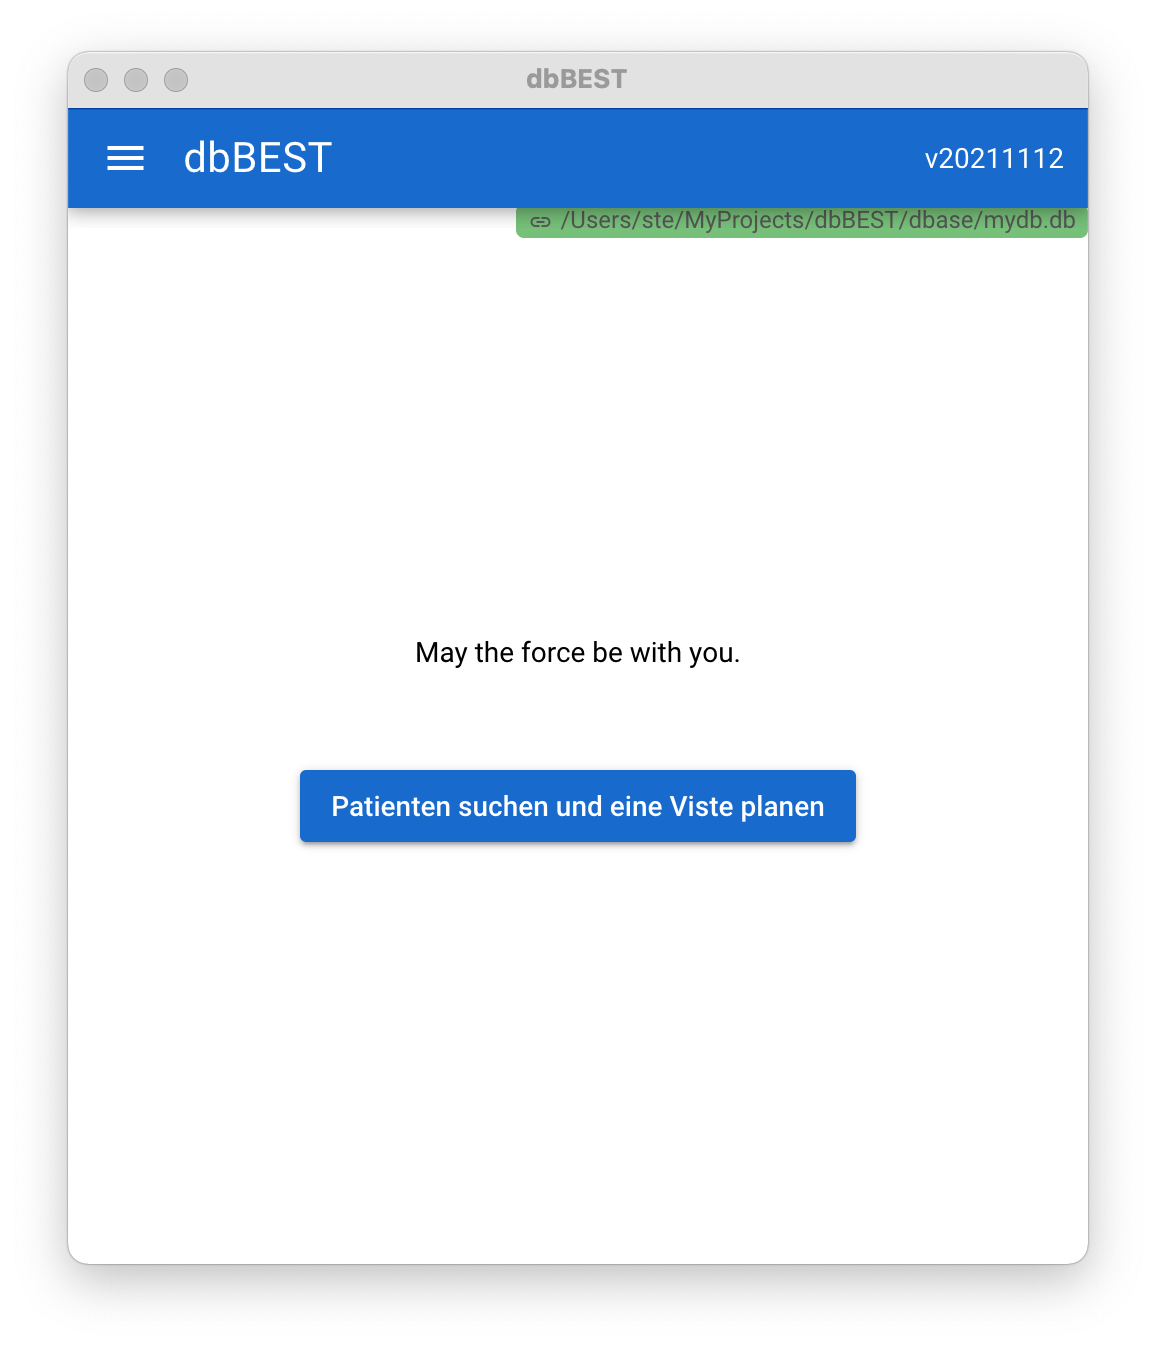 dbBEST
dbBEST
v20211112
/Users/ste/MyProjects/dbBEST/dbase/mydb.db
May the force be with you.
Patienten suchen und eine Viste planen